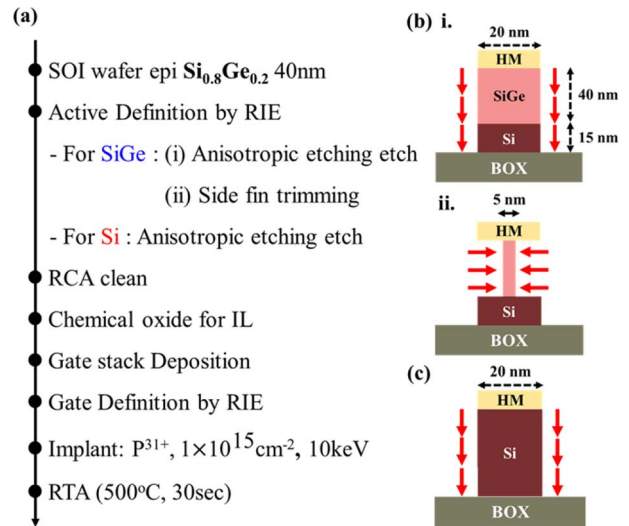 (a)
SOI wafer epi Si0.8Ge0.2 40nm
Active Definition by RIE
- For SiGe : (i) Anisotropic etching etch
(ii) Side fin trimming
- For Si : Anisotropic etching etch
RCA clean
Chemical oxide for IL
Gate stack Deposition
Gate Definition by RIE
Implant: P31+, 1×10^15cm-2, 10keV
RTA (500oC, 30sec)
(b) i.
20 nm
HM
SiGe
40 nm
Si
15 nm
BOX
ii.
5 nm
HM
Si
BOX
(c)
20 nm
HM
Si
BOX